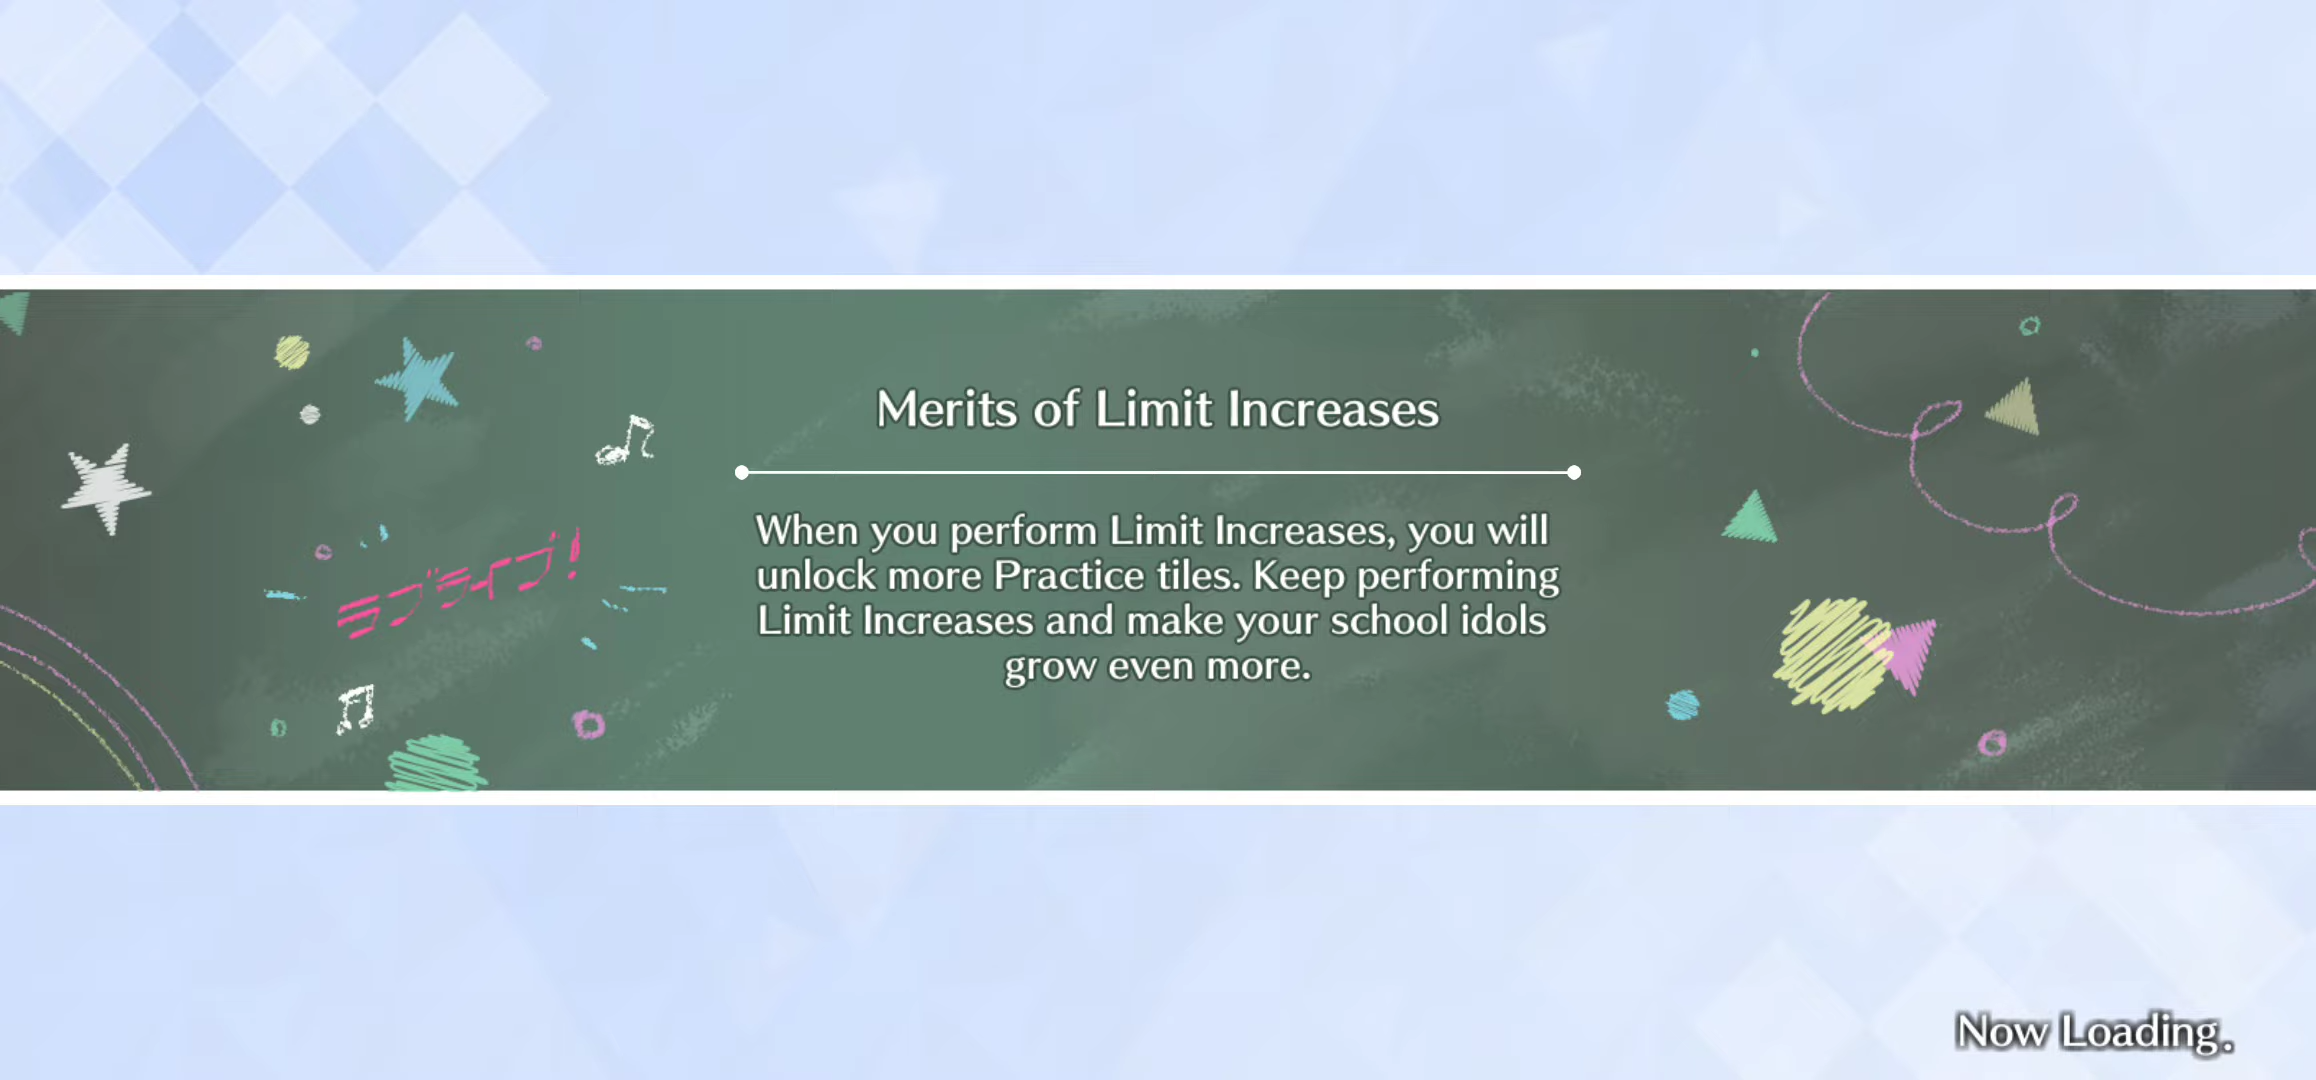 Merits of Limit Increases
ラブライブ!
When you perform Limit Increases, you will
unlock more Practice tiles. Keep performing
Limit Increases and make your school idols
grow even more.
Now Loading.